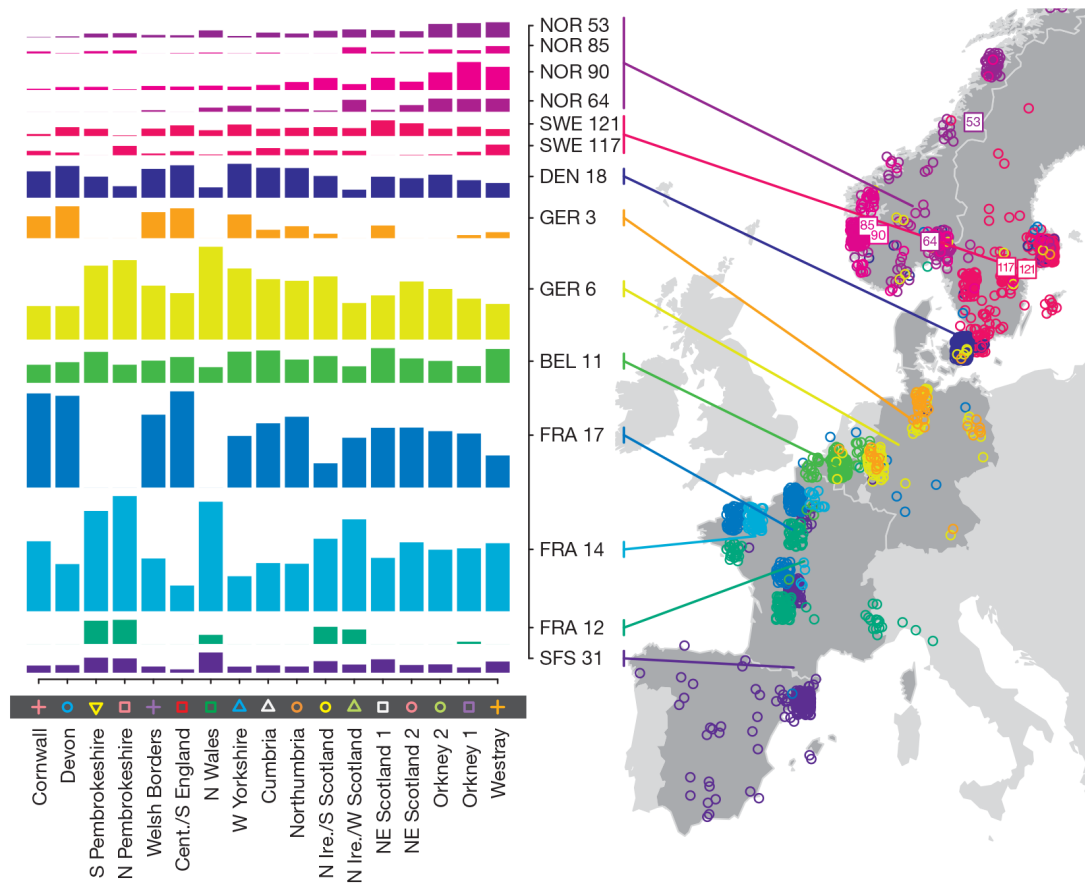 NOR 53
NOR 85
NOR 90
NOR 64
SWE 121
SWE 117
DEN 18
GER 3
GER 6
BEL 11
FRA 17
FRA 14
FRA 12
SFS 31
Cornwall
Devon
S Pembrokeshire
N Pembrokeshire
Welsh Borders
Cent./S England
N Wales
W Yorkshire
Cumbria
Northumbria
N Ire./S Scotland
N Ire./W Scotland
NE Scotland 1
NE Scotland 2
Orkney 2
Orkney 1
Westray
53
85
90
64
117
121